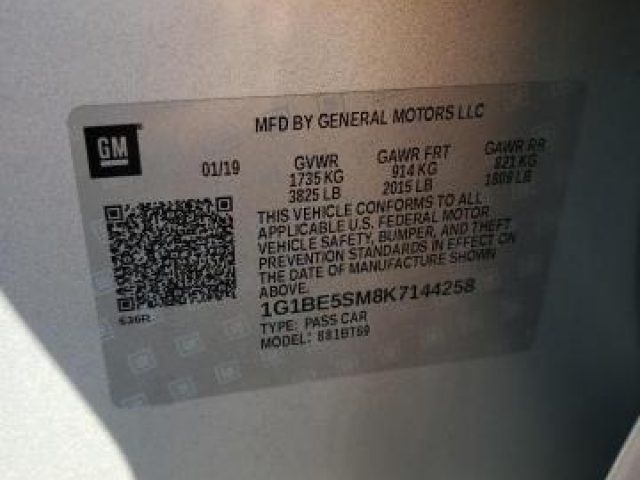 MFD BY GENERAL MOTORS LLC
GM
01/19 GVWR GAWR FRT GAWR RR
1735 KG 914 KG 821 KG
3825 LB 2015 LB 1809 LB
THIS VEHICLE CONFORMS TO ALL
APPLICABLE U.S. FEDERAL MOTOR
VEHICLE SAFETY, BUMPER, AND THEFT
PREVENTION STANDARDS IN EFFECT ON
THE DATE OF MANUFACTURE SHOWN
ABOVE.
1G1BE5SM8K7144258
TYPE: PASS CAR
MODEL: